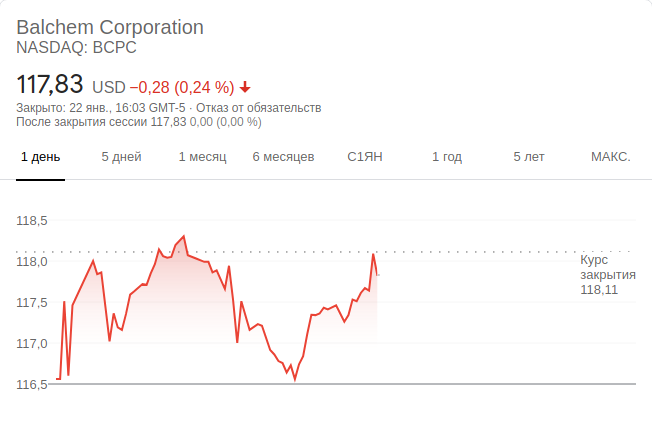 Balchem Corporation
NASDAQ: BCPC
117,83 USD −0,28 (0,24 %)
Закрыто: 22 янв., 16:03 GMT-5 · Отказ от обязательств
После закрытия сессии 117,83 0,00 (0,00 %)
1 день 5 дней 1 месяц 6 месяцев С1ЯН 1 год 5 лет МАКС.
118,5
118,0
117,5
117,0
116,5
Курс
закрытия
118,11